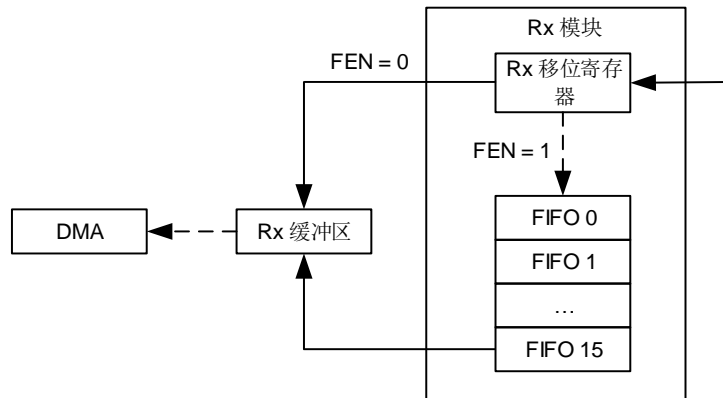 Rx 模块
FEN = 0
Rx 移位寄存
器
FEN = 1
DMA
Rx 缓冲区
FIFO 0
FIFO 1
…
FIFO 15